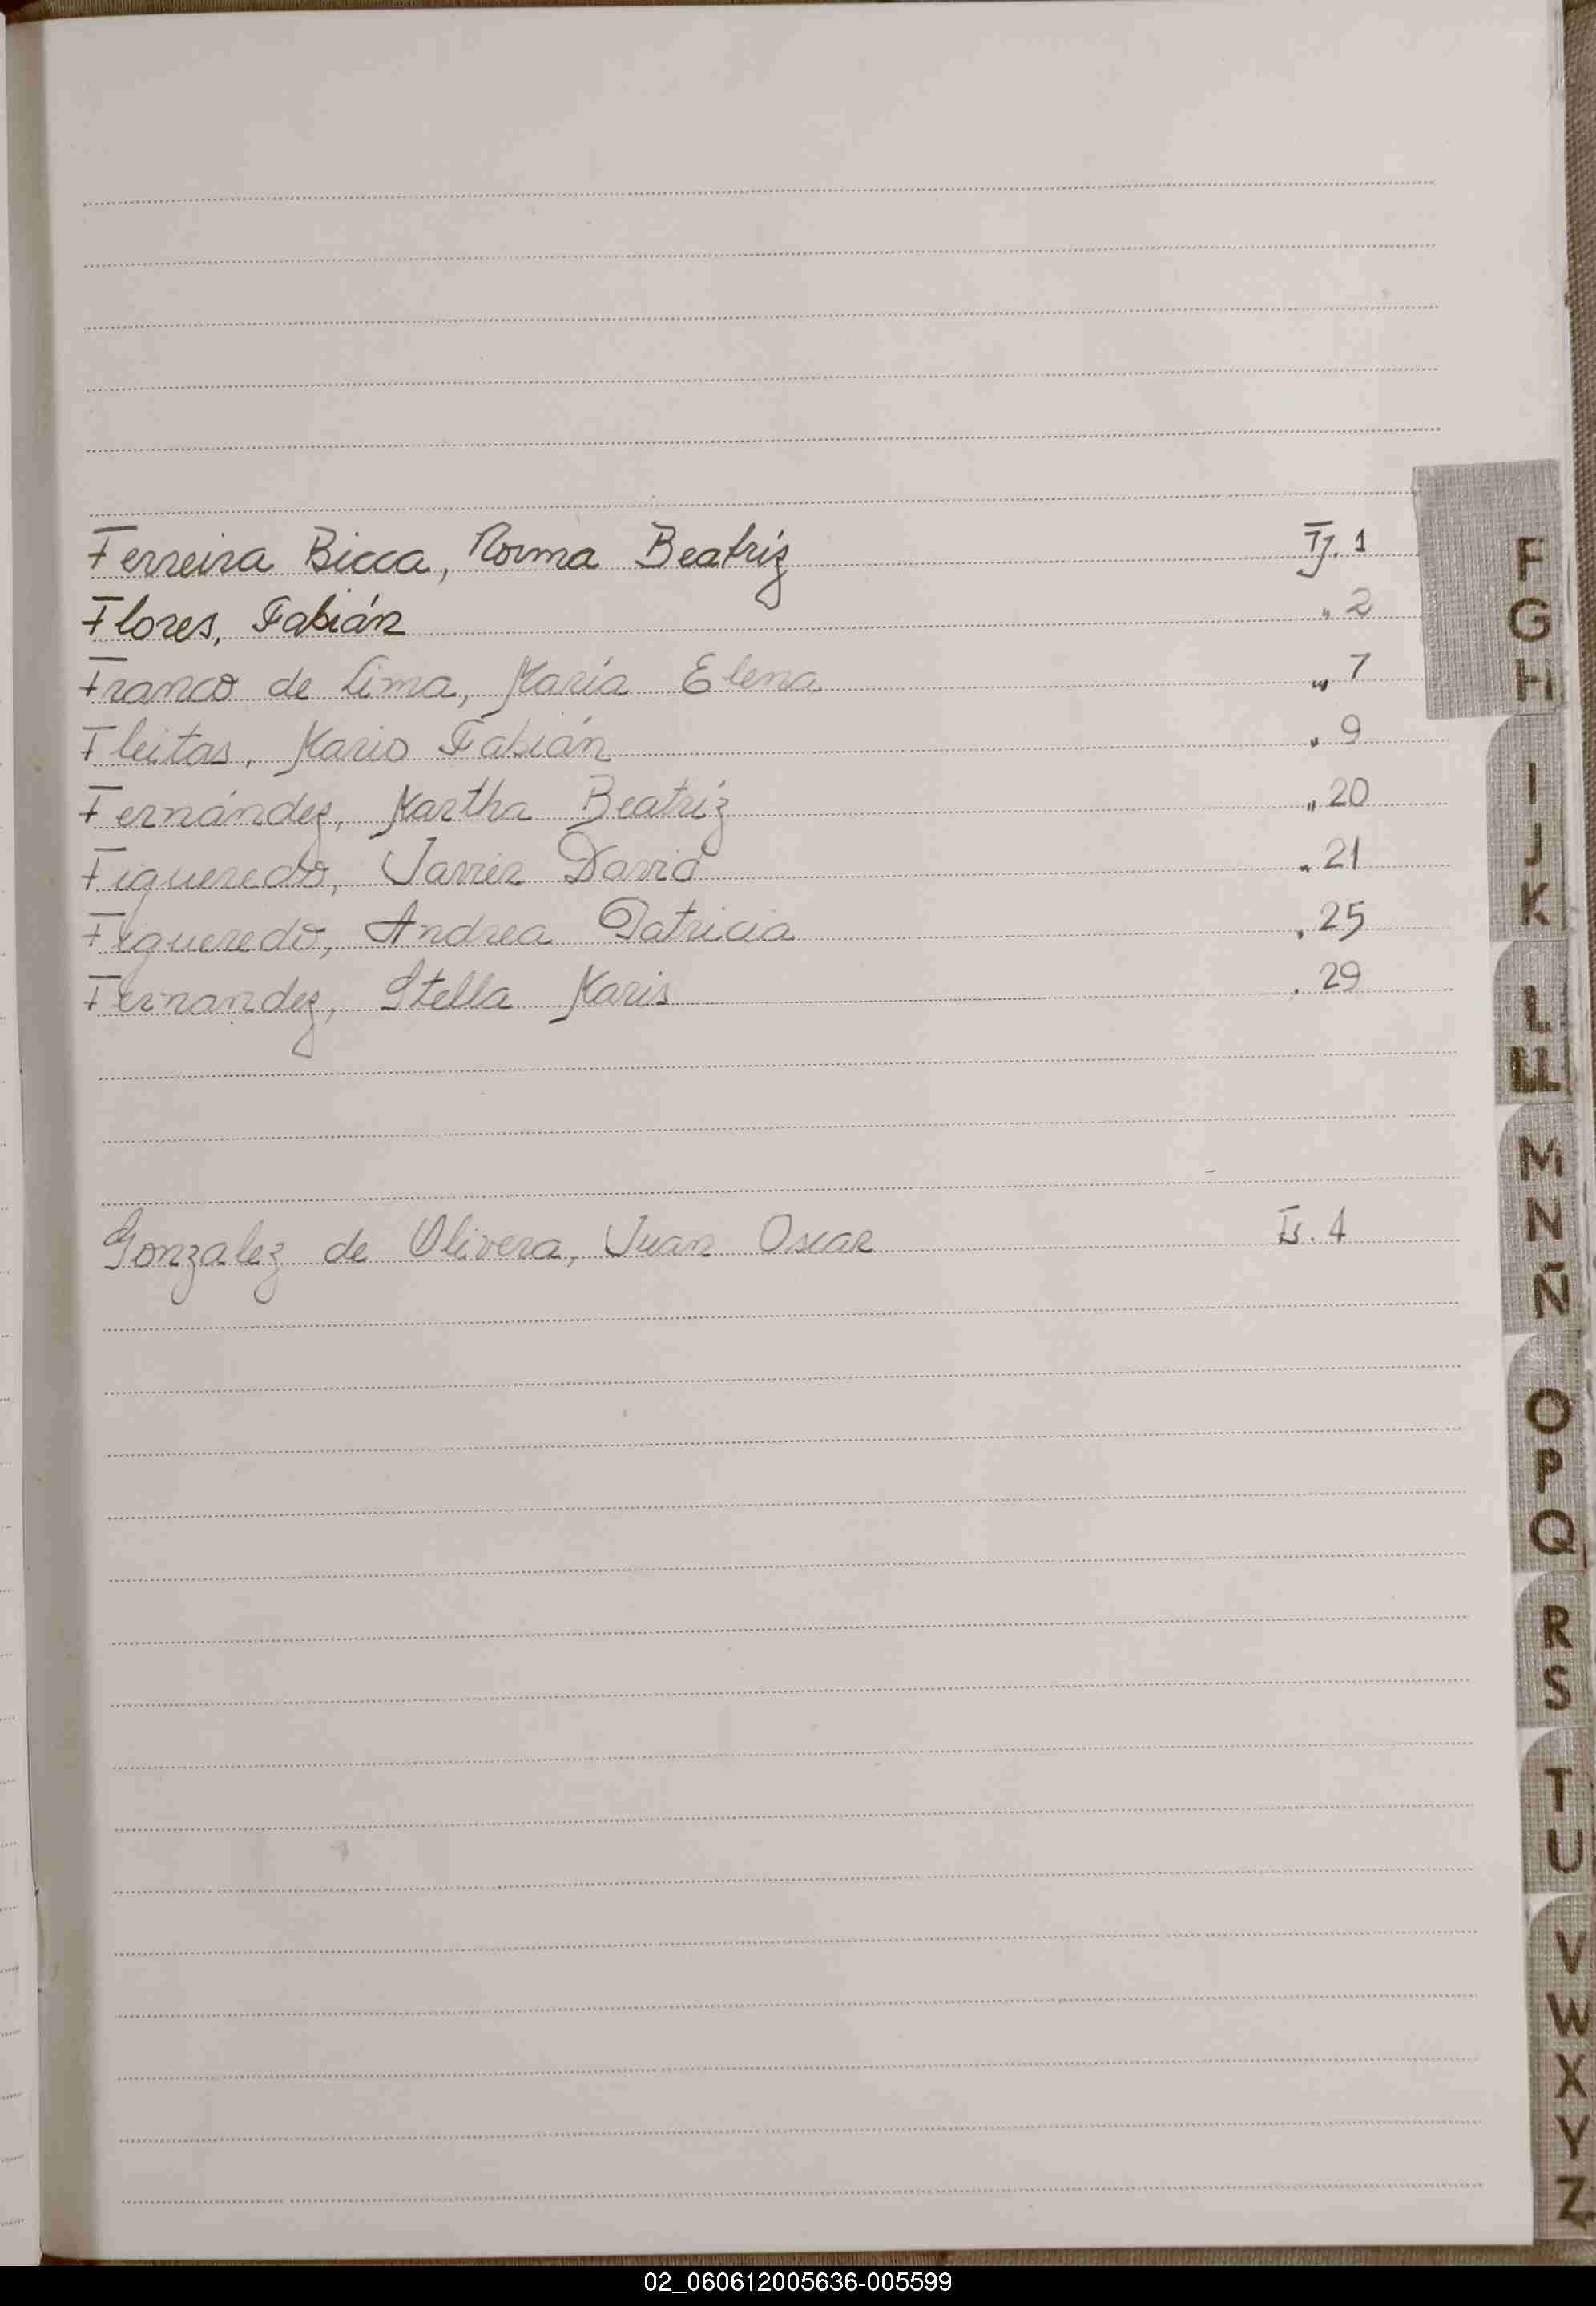 Ferreira Bicca, Norma Beatriz Fj. 1
Flores, Fabián " 2
Franco de Lima, María Elena " 7
Fleitas, Mario Fabián " 9
Fernández, Martha Beatriz " 20
Figueredo, Javier David " 21
Figueredo, Andrea Patricia " 25
Fernandez, Stella Maris " 29
Gonzalez de Olivera, Juan Oscar Fs. 4
F
G
H
I
J
K
L
LL
M
N
Ñ
O
P
Q
R
S
T
U
V
W
X
Y
Z
02_060612005636-005599